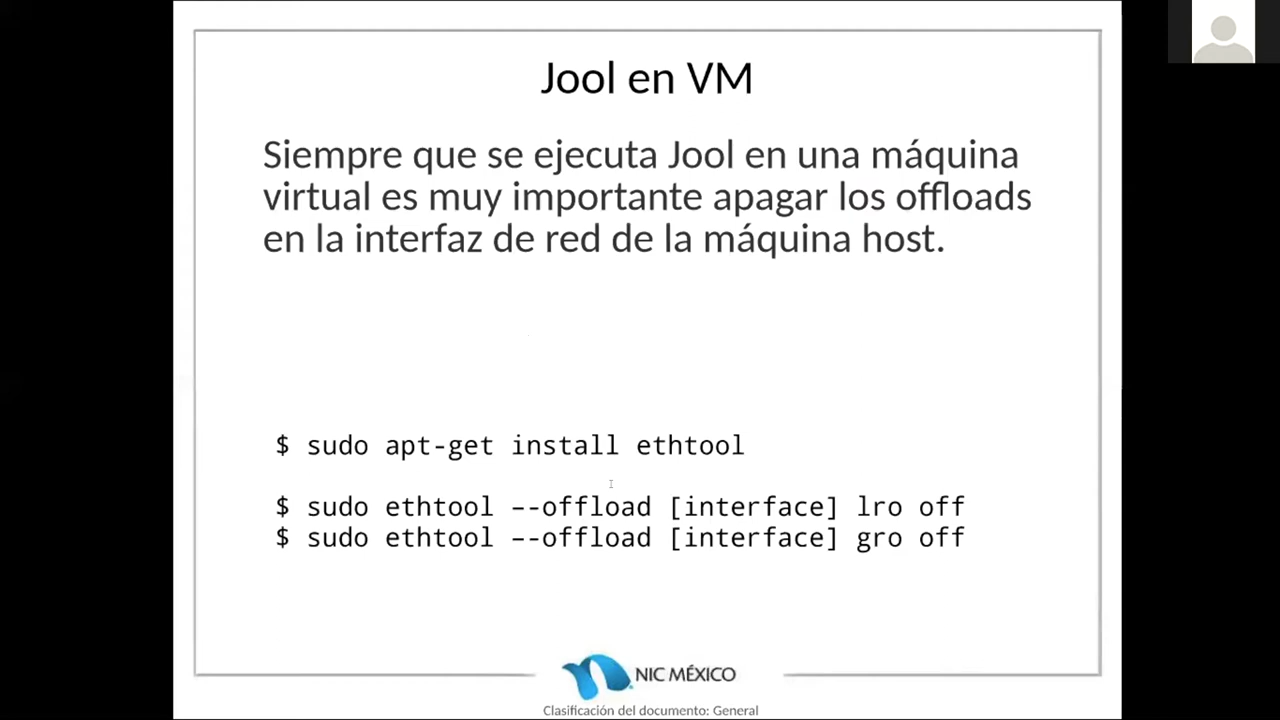 Jool en VM
Siempre que se ejecuta Jool en una máquina
virtual es muy importante apagar los offloads
en la interfaz de red de la máquina host.
$ sudo apt-get install ethtool
$ sudo ethtool --offload [interface] lro off
$ sudo ethtool --offload [interface] gro off
NIC MÉXICO
Clasificación del documento: General